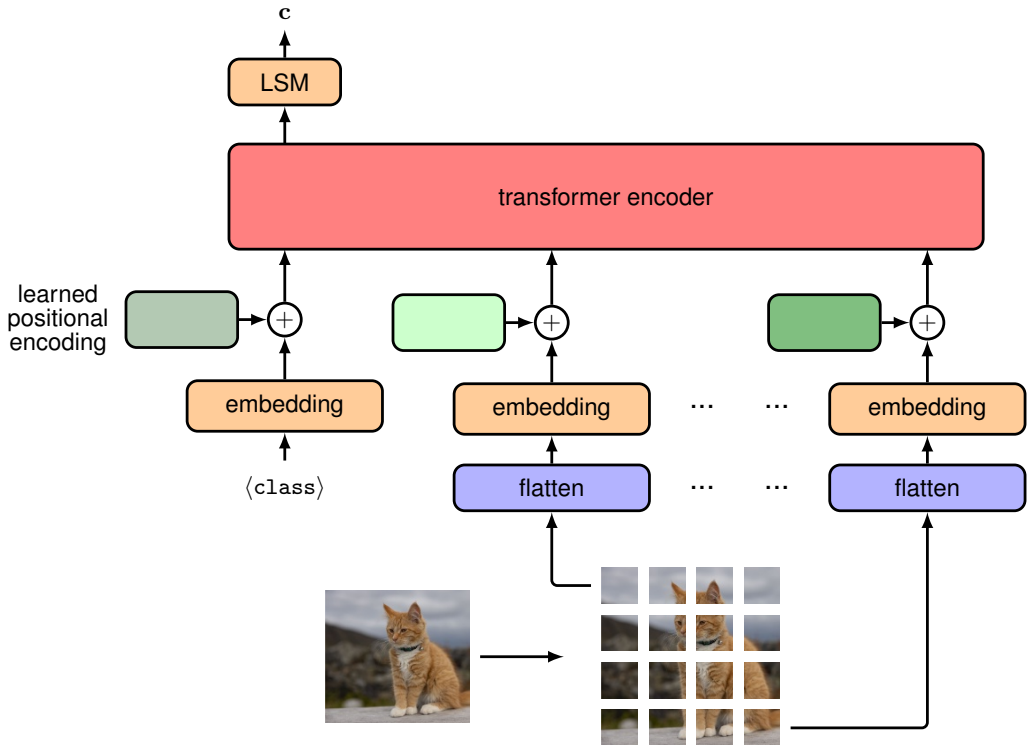 c
LSM
transformer encoder
learned
positional
encoding
+
+
+
embedding
embedding
... ...
embedding
⟨class⟩
flatten
... ...
flatten